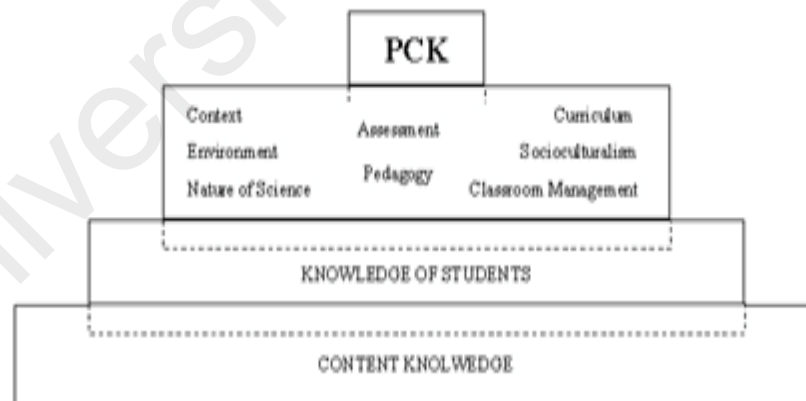 PCK
Context
Assessment
Curriculum
Environment
Pedagogy
Socioculturalism
Nature of Science
Classroom Management
KNOWLEDGE OF STUDENTS
CONTENT KNOLWEDGE